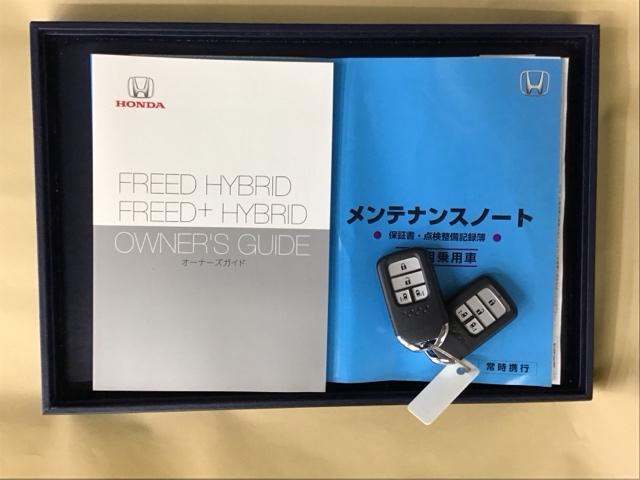 HONDA
FREED HYBRID
FREED+ HYBRID
OWNER'S GUIDE
オーナーズガイド
メンテナンスノート
保証書・点検整備記録簿
用乗用車
常時携行